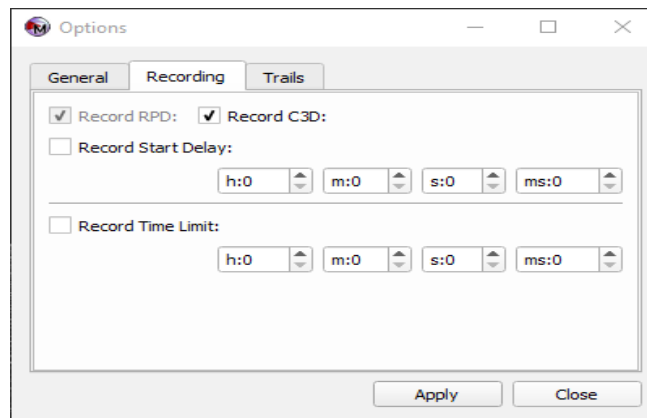 Options
General Recording Trails
Record RPD: Record C3D:
Record Start Delay:
h:0 m:0 s:0 ms:0
Record Time Limit:
h:0 m:0 s:0 ms:0
Apply Close